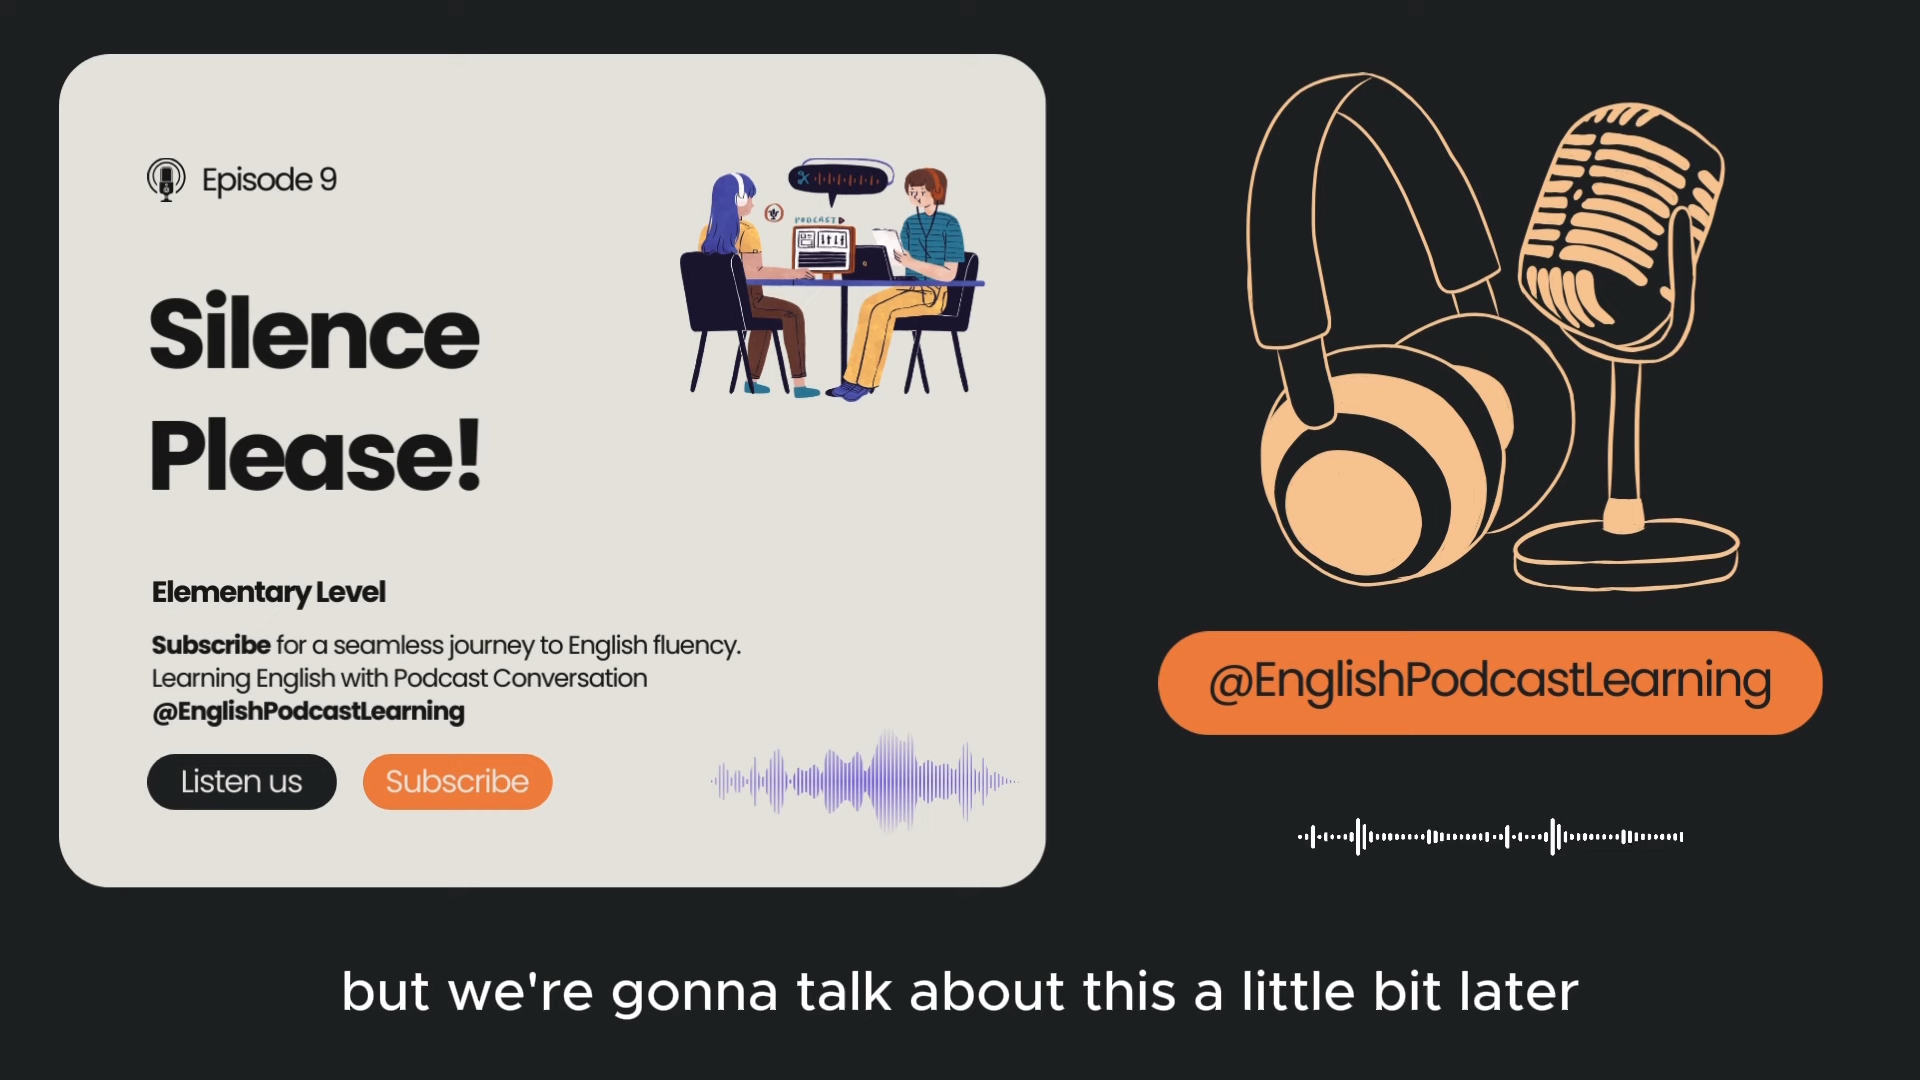 Episode 9
PODCAST
Silence
Please!
Elementary Level
Subscribe for a seamless journey to English fluency.
Learning English with Podcast Conversation
@EnglishPodcastLearning
Listen us
Subscribe
@EnglishPodcastLearning
but we're gonna talk about this a little bit later